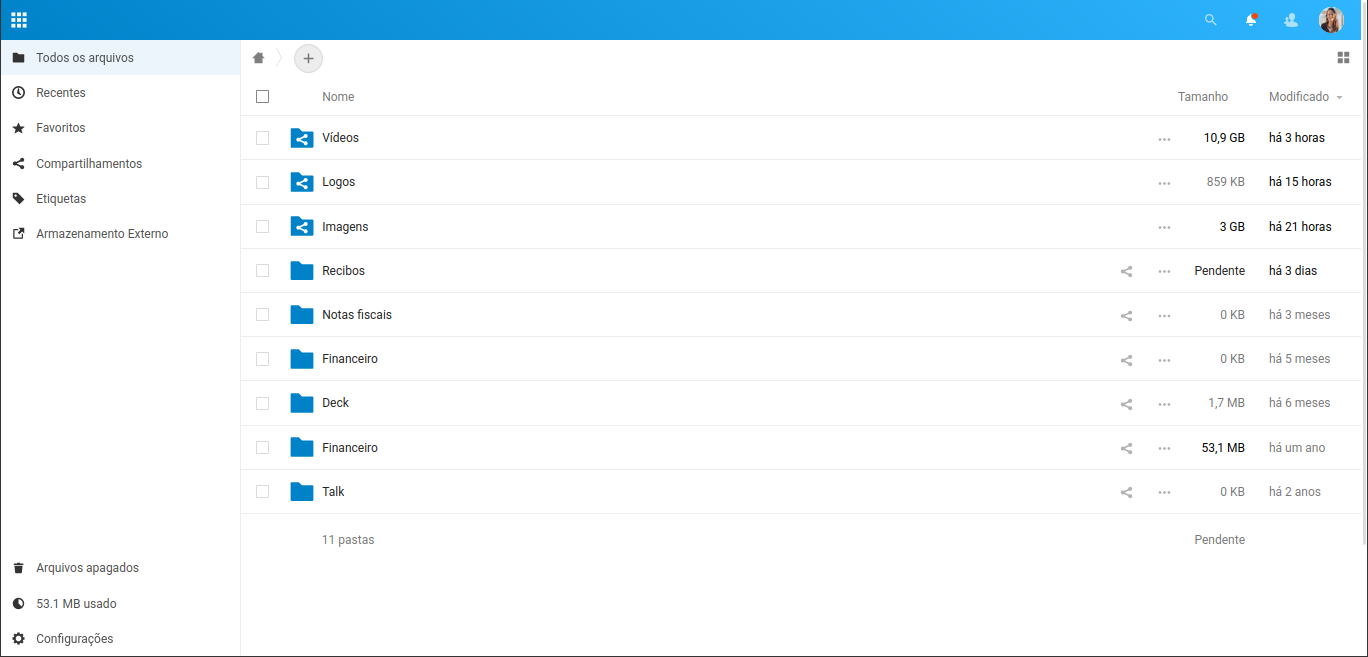 Todos os arquivos
Recentes
Favoritos
Compartilhamentos
Etiquetas
Armazenamento Externo
Arquivos apagados
53.1 MB usado
Configurações
Nome Tamanho Modificado
Vídeos 10,9 GB há 3 horas
Logos 859 KB há 15 horas
Imagens 3 GB há 21 horas
Recibos Pendente há 3 dias
Notas fiscais 0 KB há 3 meses
Financeiro 0 KB há 5 meses
Deck 1,7 MB há 6 meses
Financeiro 53,1 MB há um ano
Talk 0 KB há 2 anos
11 pastas Pendente